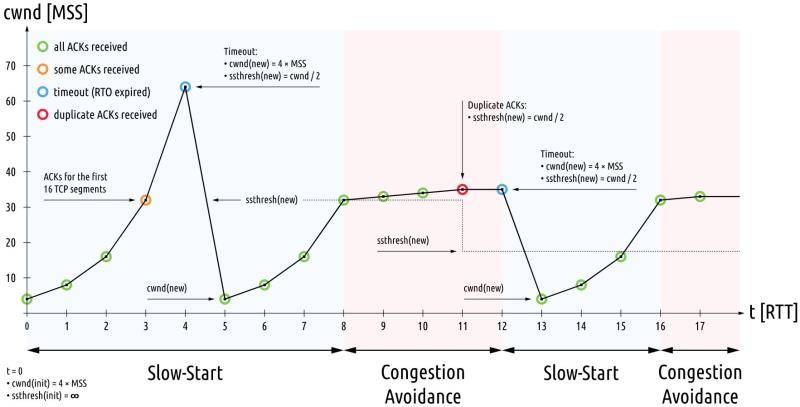 cwnd [MSS]
all ACKs received
some ACKs received
timeout (RTO expired)
duplicate ACKs received
Timeout:
• cwnd(new) = 4 × MSS
• ssthresh(new) = cwnd / 2
Duplicate ACKs:
• ssthresh(new) = cwnd / 2
Timeout:
• cwnd(new) = 4 × MSS
• ssthresh(new) = cwnd / 2
ACKs for the first
16 TCP segments
ssthresh(new)
ssthresh(new)
cwnd(new)
cwnd(new)
70
60
50
40
30
20
10
0 1 2 3 4 5 6 7 8 9 10 11 12 13 14 15 16 17
t [RTT]
Slow-Start
Congestion
Avoidance
Slow-Start
Congestion
Avoidance
t = 0
• cwnd(init) = 4 × MSS
• ssthresh(init) = ∞